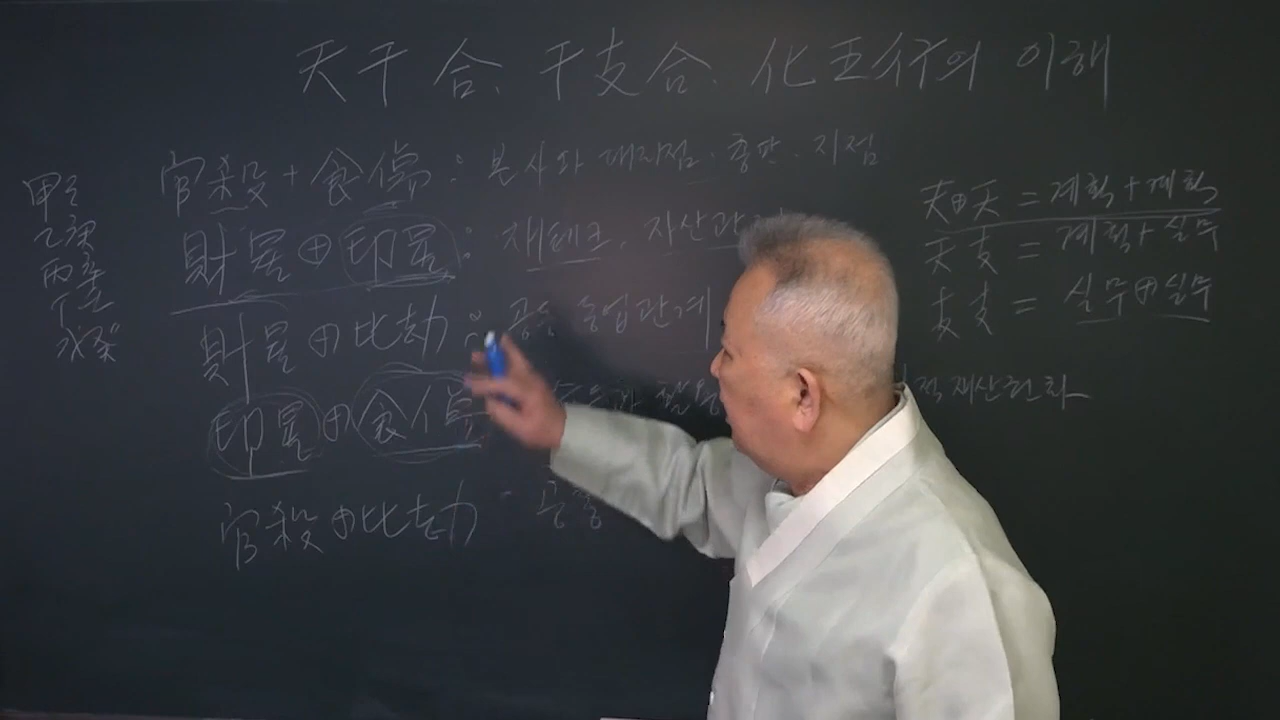 天干合、干支合、化五行의 이해
官殺+食傷 : 본사와 대리점·총판·지점
財星⊕印星 : 재테크, 자산관리
財星⊕比劫 : 공동 송업관계
印星⊕食傷
적 재산현화
官殺⊕比劫 - 공동
甲己
乙庚
丙辛
丁壬
戊癸
天⊕天 = 계획+계획
天支 = 계획+실무
支支 = 실무⊕실무